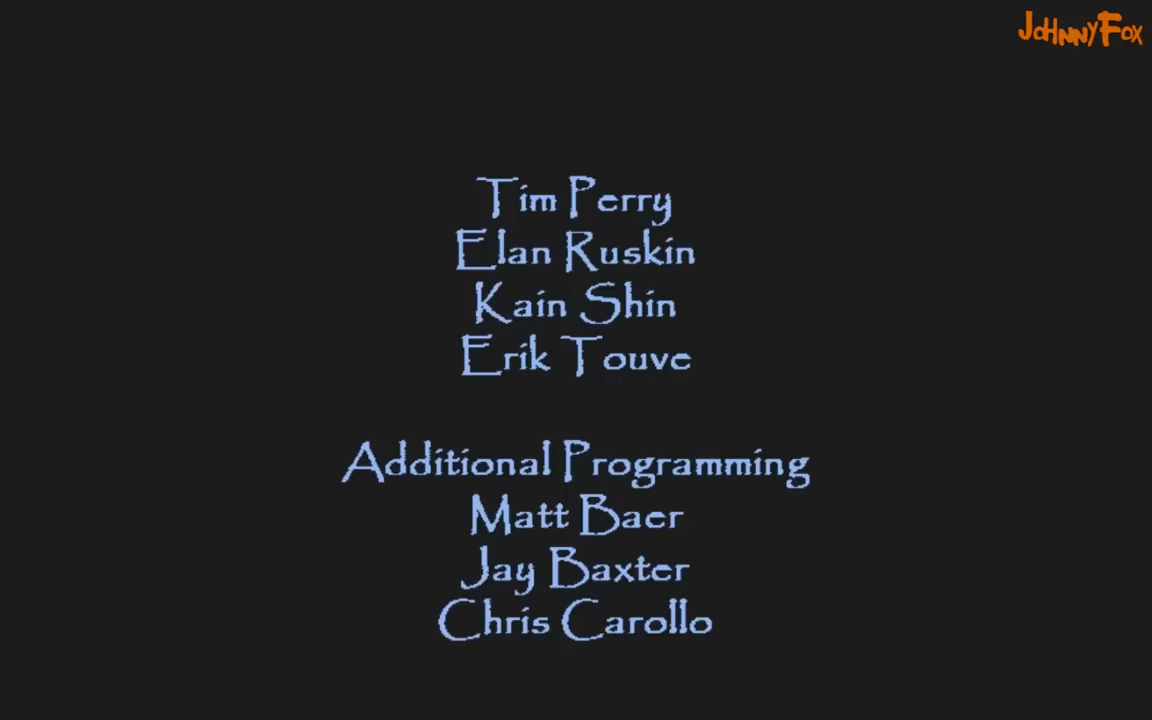 JohnnyFox
Tim Perry
Elan Ruskin
Kain Shin
Erik Touve
Additional Programming
Matt Baer
Jay Baxter
Chris Carollo